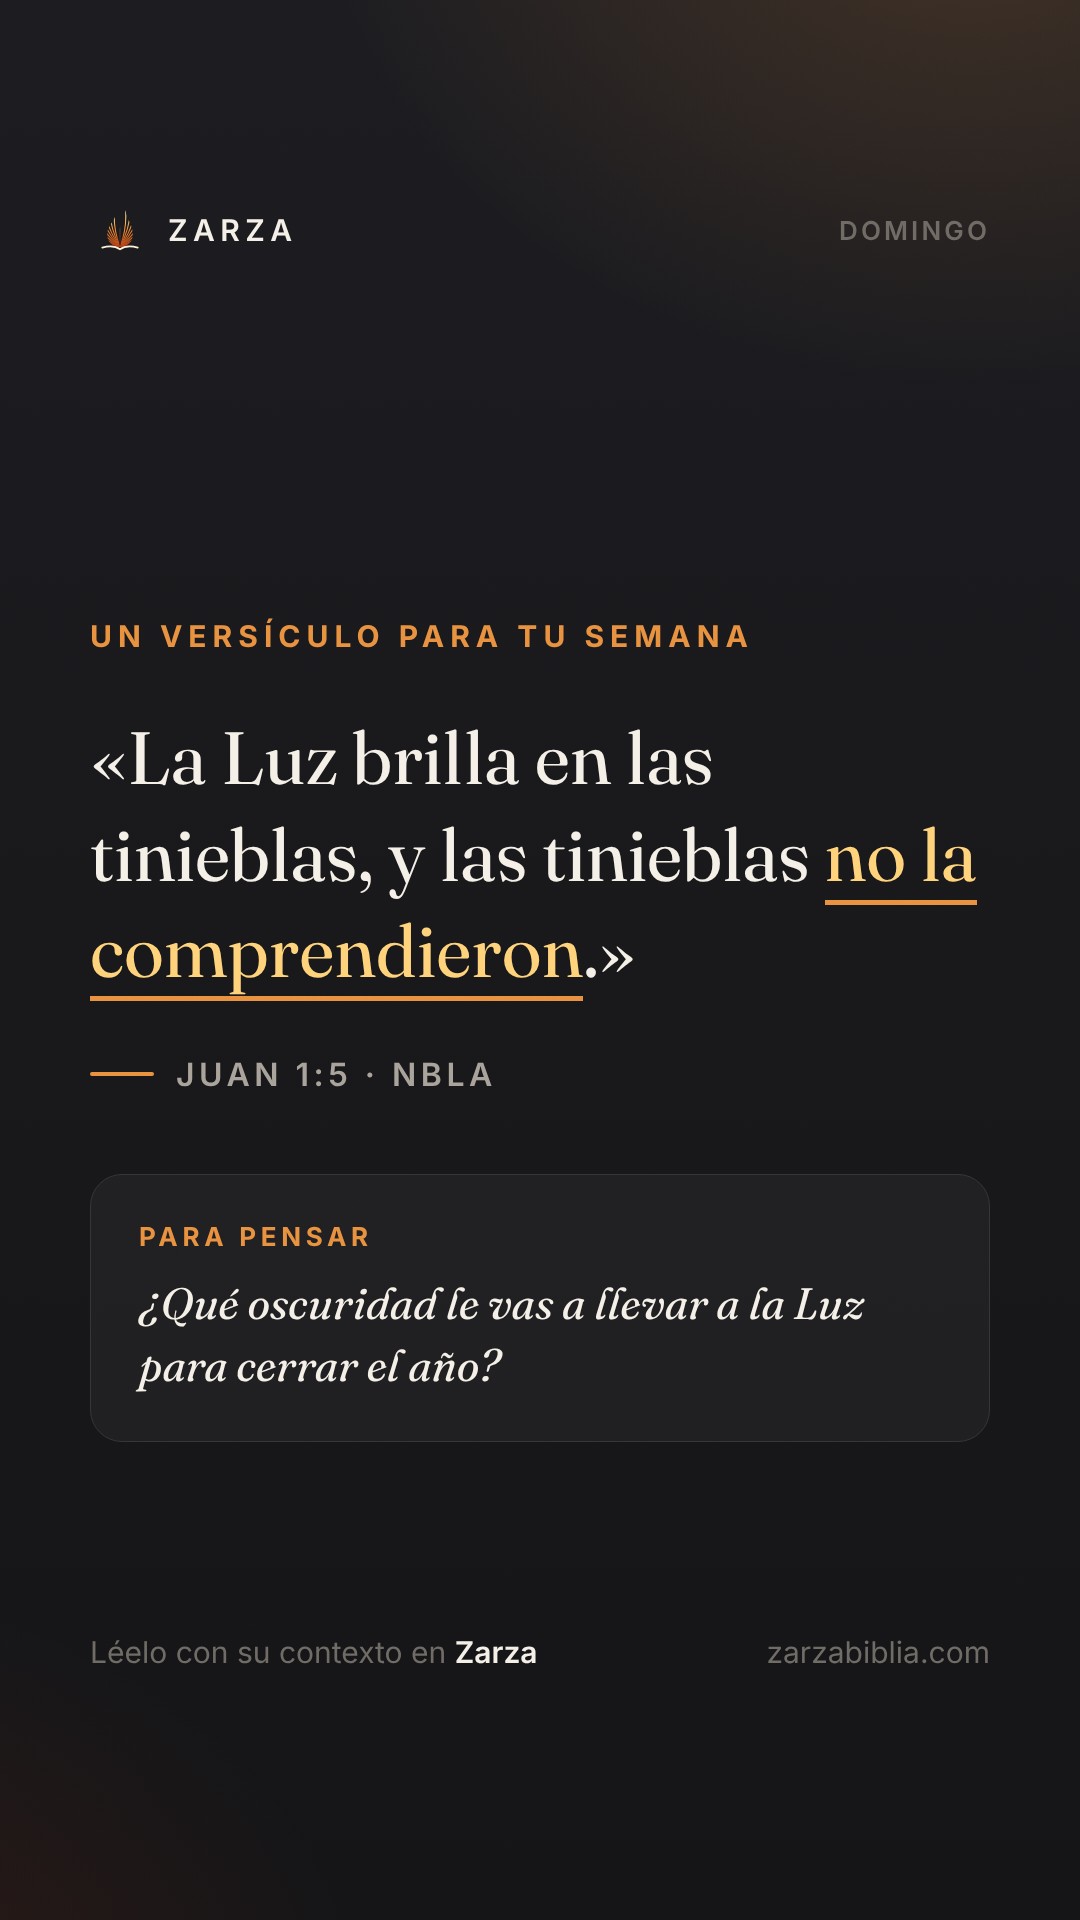 ZARZA
DOMINGO
UN VERSÍCULO PARA TU SEMANA
«La Luz brilla en las
tinieblas, y las tinieblas no la
comprendieron.»
JUAN 1:5 · NBLA
PARA PENSAR
¿Qué oscuridad le vas a llevar a la Luz
para cerrar el año?
Léelo con su contexto en Zarza
zarzabiblia.com